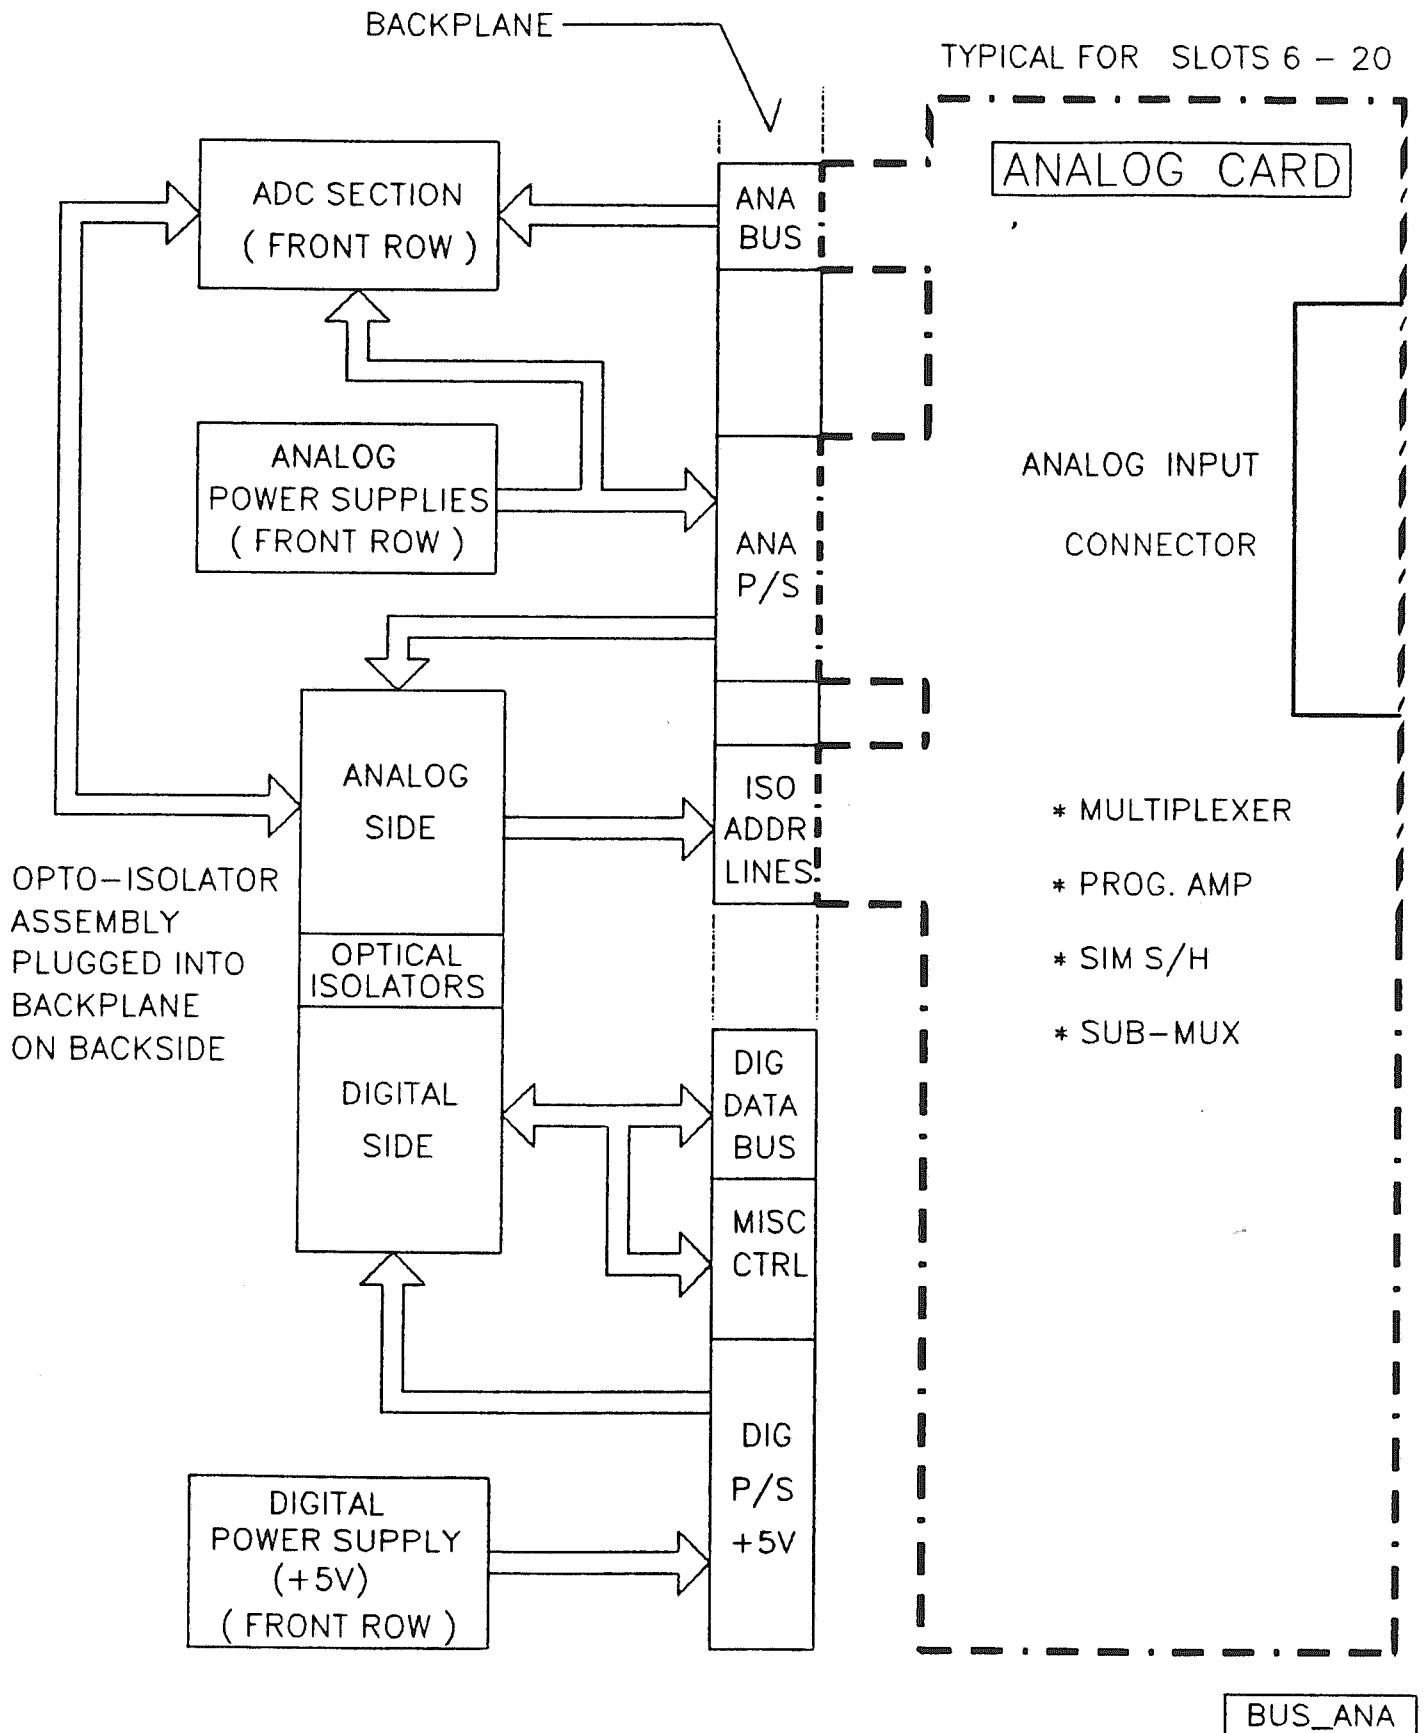 BACKPLANE
TYPICAL FOR SLOTS 6 – 20
ANALOG CARD
ADC SECTION
( FRONT ROW )
ANA
BUS
ANALOG
POWER SUPPLIES
( FRONT ROW )
ANA
P/S
ANALOG INPUT
CONNECTOR
ANALOG
SIDE
ISO
ADDR
LINES
* MULTIPLEXER
* PROG. AMP
* SIM S/H
* SUB–MUX
OPTO–ISOLATOR
ASSEMBLY
PLUGGED INTO
BACKPLANE
ON BACKSIDE
OPTICAL
ISOLATORS
DIGITAL
SIDE
DIG
DATA
BUS
MISC
CTRL
DIG
P/S
+5V
DIGITAL
POWER SUPPLY
(+5V)
( FRONT ROW )
BUS_ANA